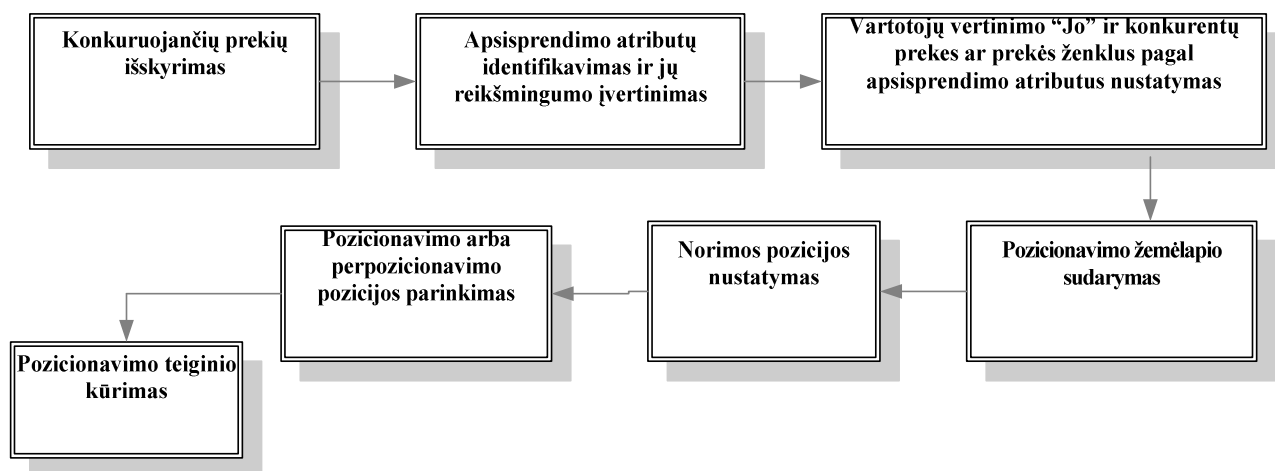 Konkuruojančių prekių
išskyrimas
Apsisprendimo atributų
identifikavimas ir jų
reikšmingumo įvertinimas
Vartotojų vertinimo “Jo” ir konkurentų
prekes ar prekės ženklus pagal
apsisprendimo atributus nustatymas
Pozicionavimo žemėlapio
sudarymas
Norimos pozicijos
nustatymas
Pozicionavimo arba
perpozicionavimo
pozicijos parinkimas
Pozicionavimo teiginio
kūrimas